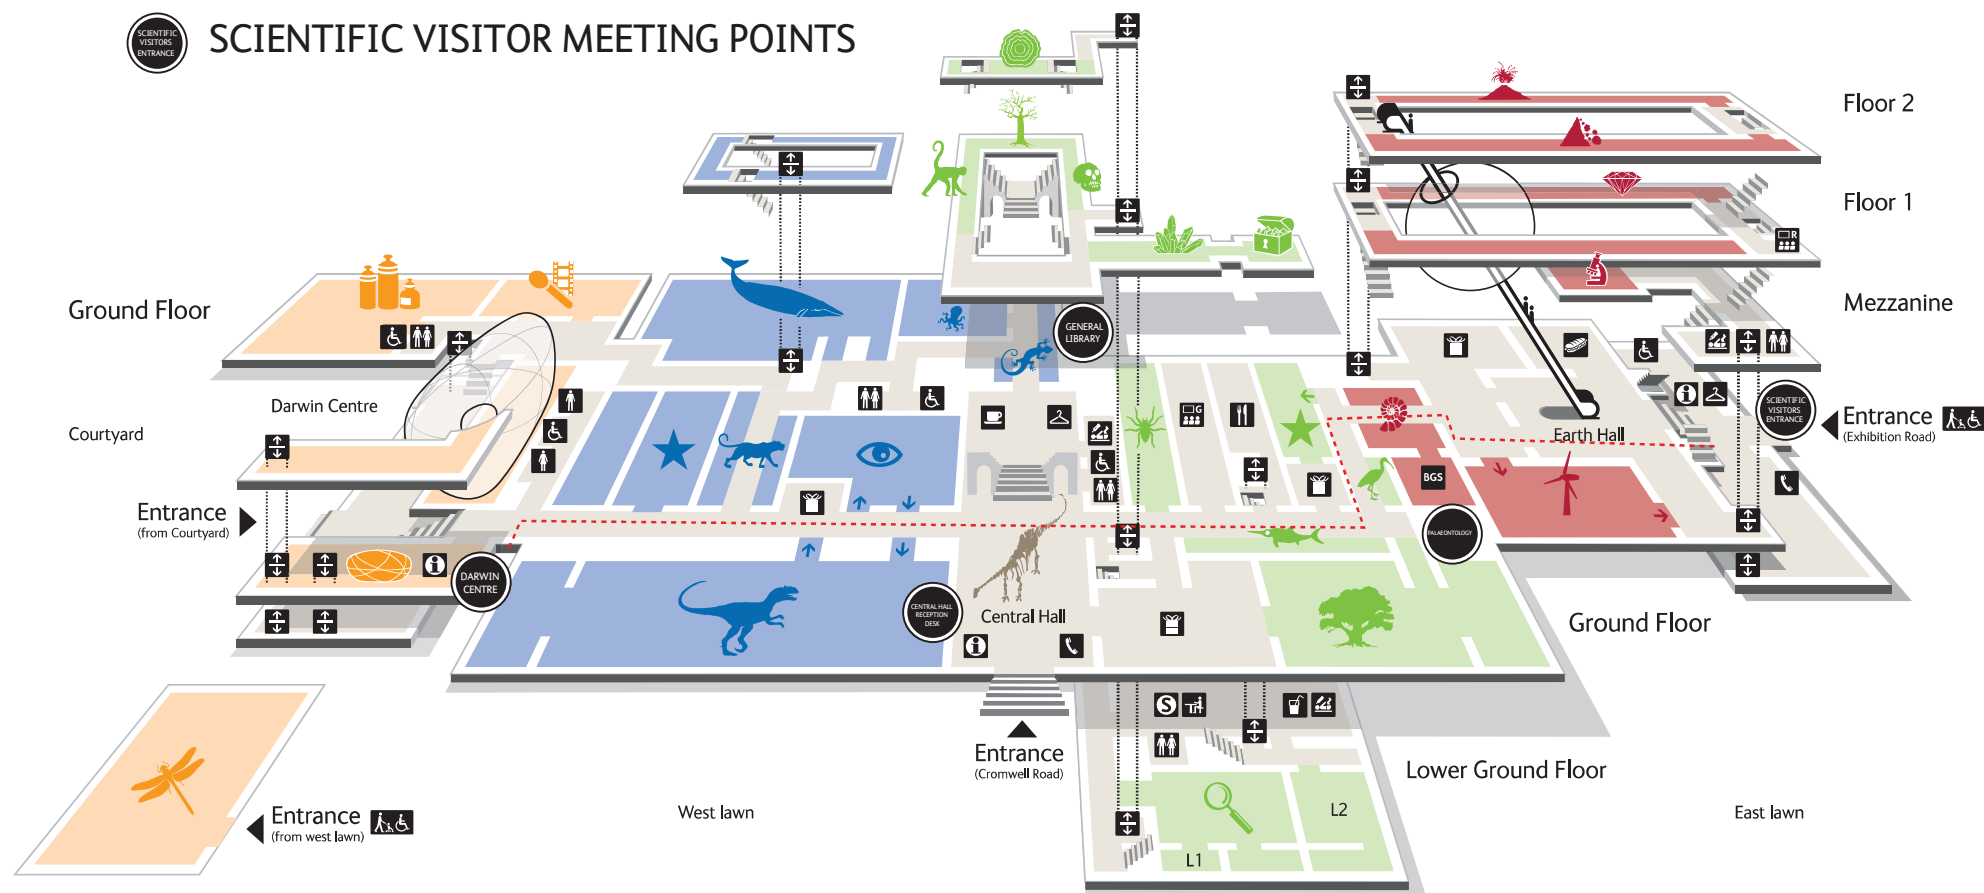 SCIENTIFIC
VISITORS
ENTRANCE
SCIENTIFIC VISITOR MEETING POINTS
Floor 2
Floor 1
R
Mezzanine
Ground Floor
GENERAL
LIBRARY
Darwin Centre
Courtyard
SCIENTIFIC
VISITORS
ENTRANCE
Entrance
(Exhibition Road)
G
Earth Hall
BGS
Entrance
(from Courtyard)
PALAEONTOLOGY
DARWIN
CENTRE
CENTRAL HALL
RECEPTION
DESK
Central Hall
Ground Floor
S
Entrance
(Cromwell Road)
Lower Ground Floor
L2
L1
West lawn
East lawn
Entrance
(from west lawn)